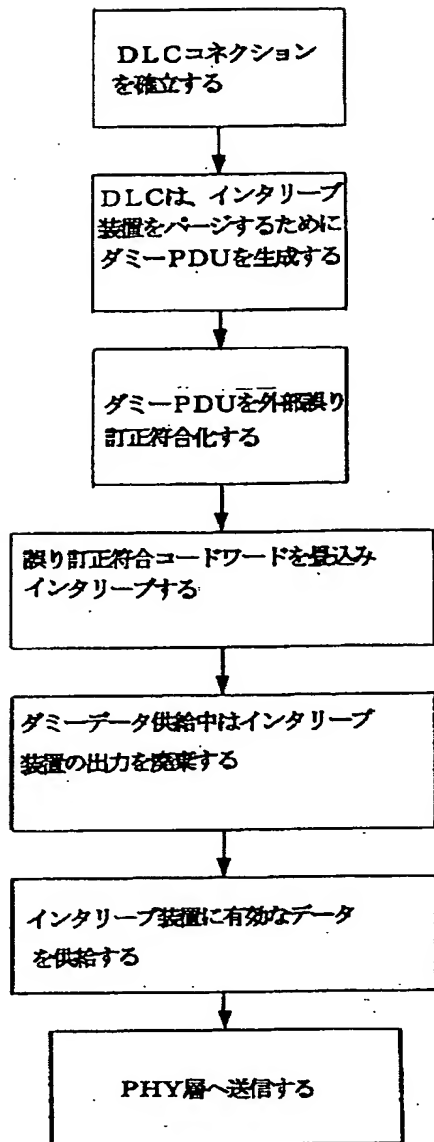 DLCコネクション
を確立する
DLCは、インタリーブ
装置をパージするために
ダミーPDUを生成する
ダミーPDUを外部誤り
訂正符合化する
誤り訂正符合コードワードを畳込み
インタリーブする
ダミーデータ供給中はインタリーブ
装置の出力を廃棄する
インタリーブ装置に有効なデータ
を供給する
PHY層へ送信する